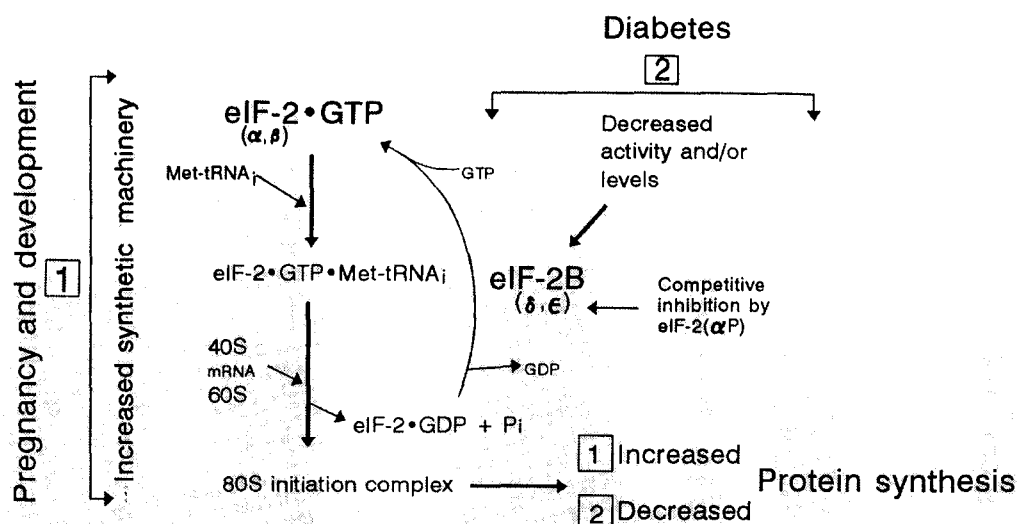 Diabetes
2
Pregnancy and development
1
Increased synthetic machinery
eIF-2•GTP
(α,β)
Met-tRNAi
GTP
Decreased
activity and/or
levels
eIF-2•GTP•Met-tRNAi
eIF-2B
(δ,ϵ)
Competitive
inhibition by
eIF-2(αP)
40S
mRNA
60S
GDP
eIF-2•GDP + Pi
80S initiation complex
1 Increased
2 Decreased
Protein synthesis